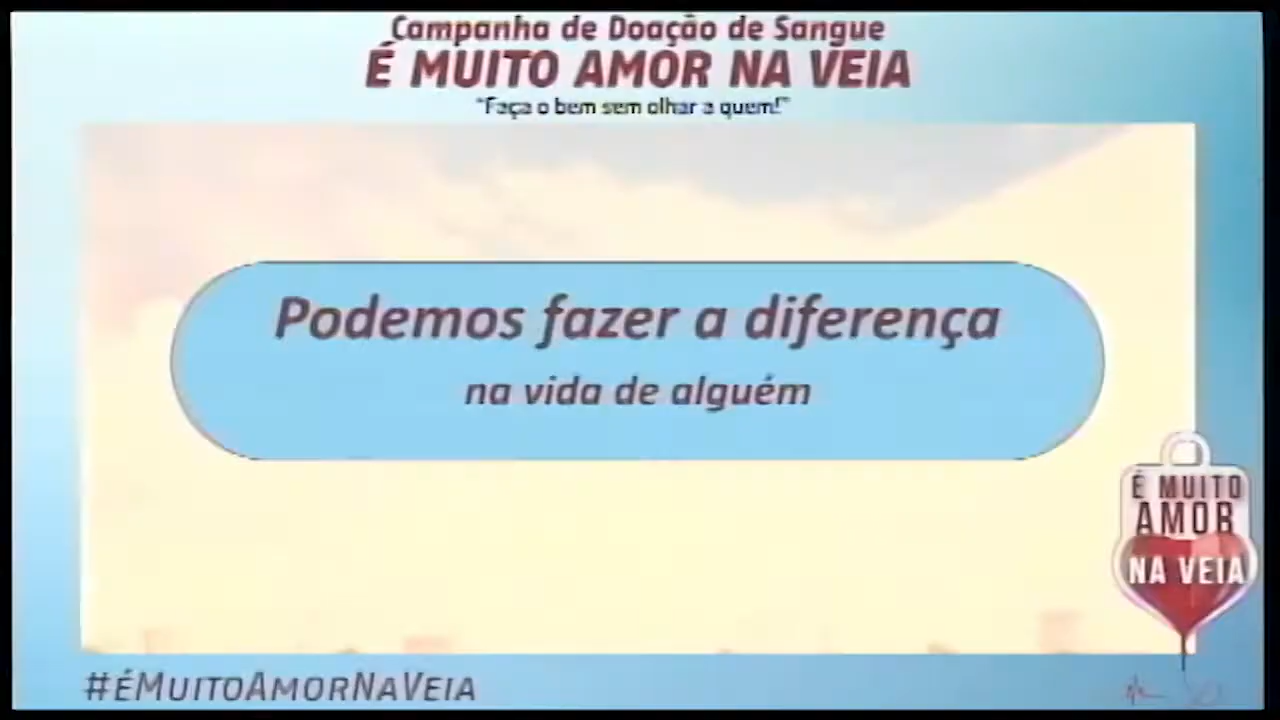 Campanha de Doação de Sangue
É MUITO AMOR NA VEIA
"Faça o bem sem olhar a quem!"
Podemos fazer a diferença
na vida de alguém
É MUITO
AMOR
NA VEIA
#ÉMUITOAMORNAVEIA